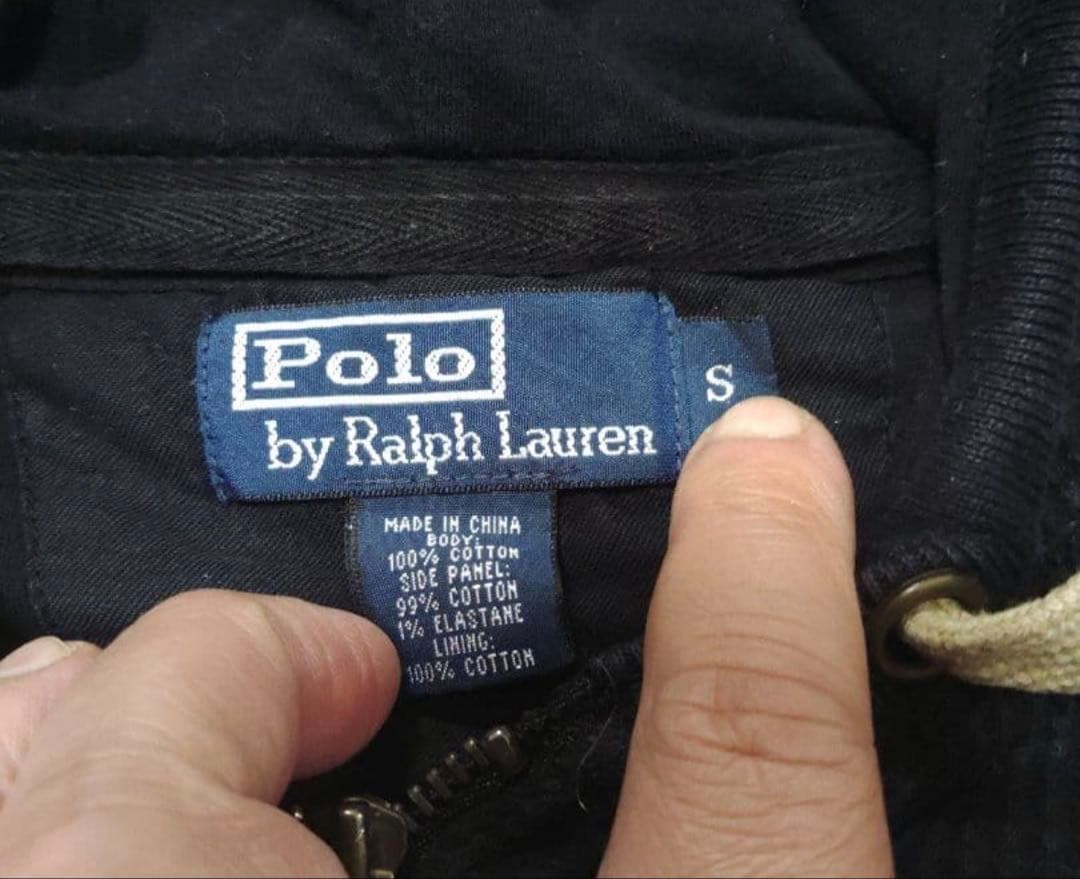 Polo
by Ralph Lauren
S
MADE IN CHINA
BODY:
100% COTTON
SIDE PANEL:
99% COTTON
1% ELASTANE
LINING:
100% COTTON